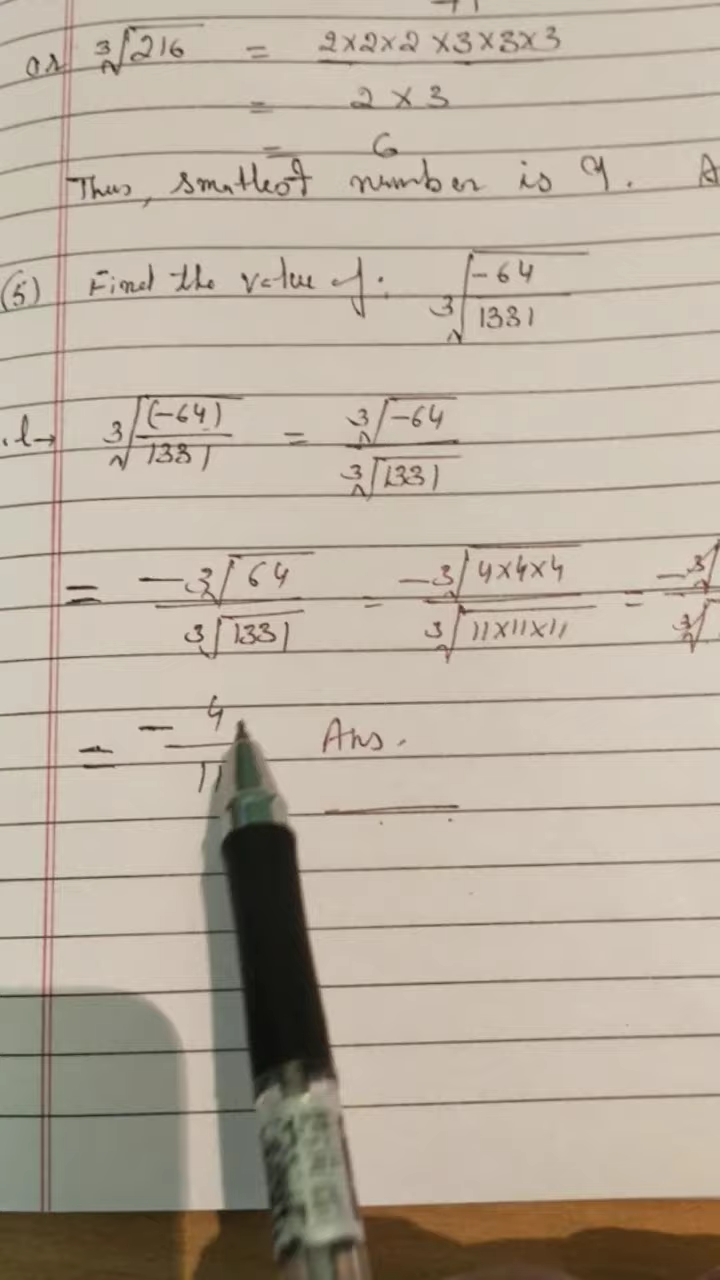 or ∛216 = 2×2×2×3×3×3
= 2×3
= 6
Thus, smallest number is 9.
(5) Find the value of: ∛(-64/1331)
∛((-64)/1331) = ∛-64/∛1331
= -∛64/∛1331 = -∛4×4×4/∛11×11×11 =
= -4/11 Ans.